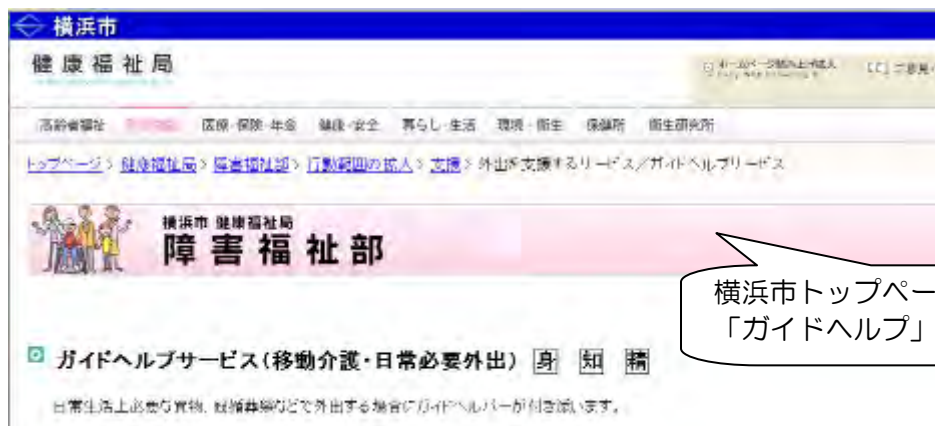 横浜市
健康福祉局
高齢者福祉 医療・保険・年金 健康・安全 暮らし・生活 環境・衛生 保健所 衛生研究所
トップページ > 健康福祉局 > 障害福祉部 > 行動範囲の拡大 > 支援 > 外出を支援するサービス／ガイドヘルプサービス
横浜市 健康福祉局
障害福祉部
横浜市トップペー
「ガイドヘルプ」
ガイドヘルプサービス(移動介護・日常必要外出) 身 知 精
日常生活上必要な買物、冠婚葬祭などで外出する場合にガイドヘルパーが付き添います。